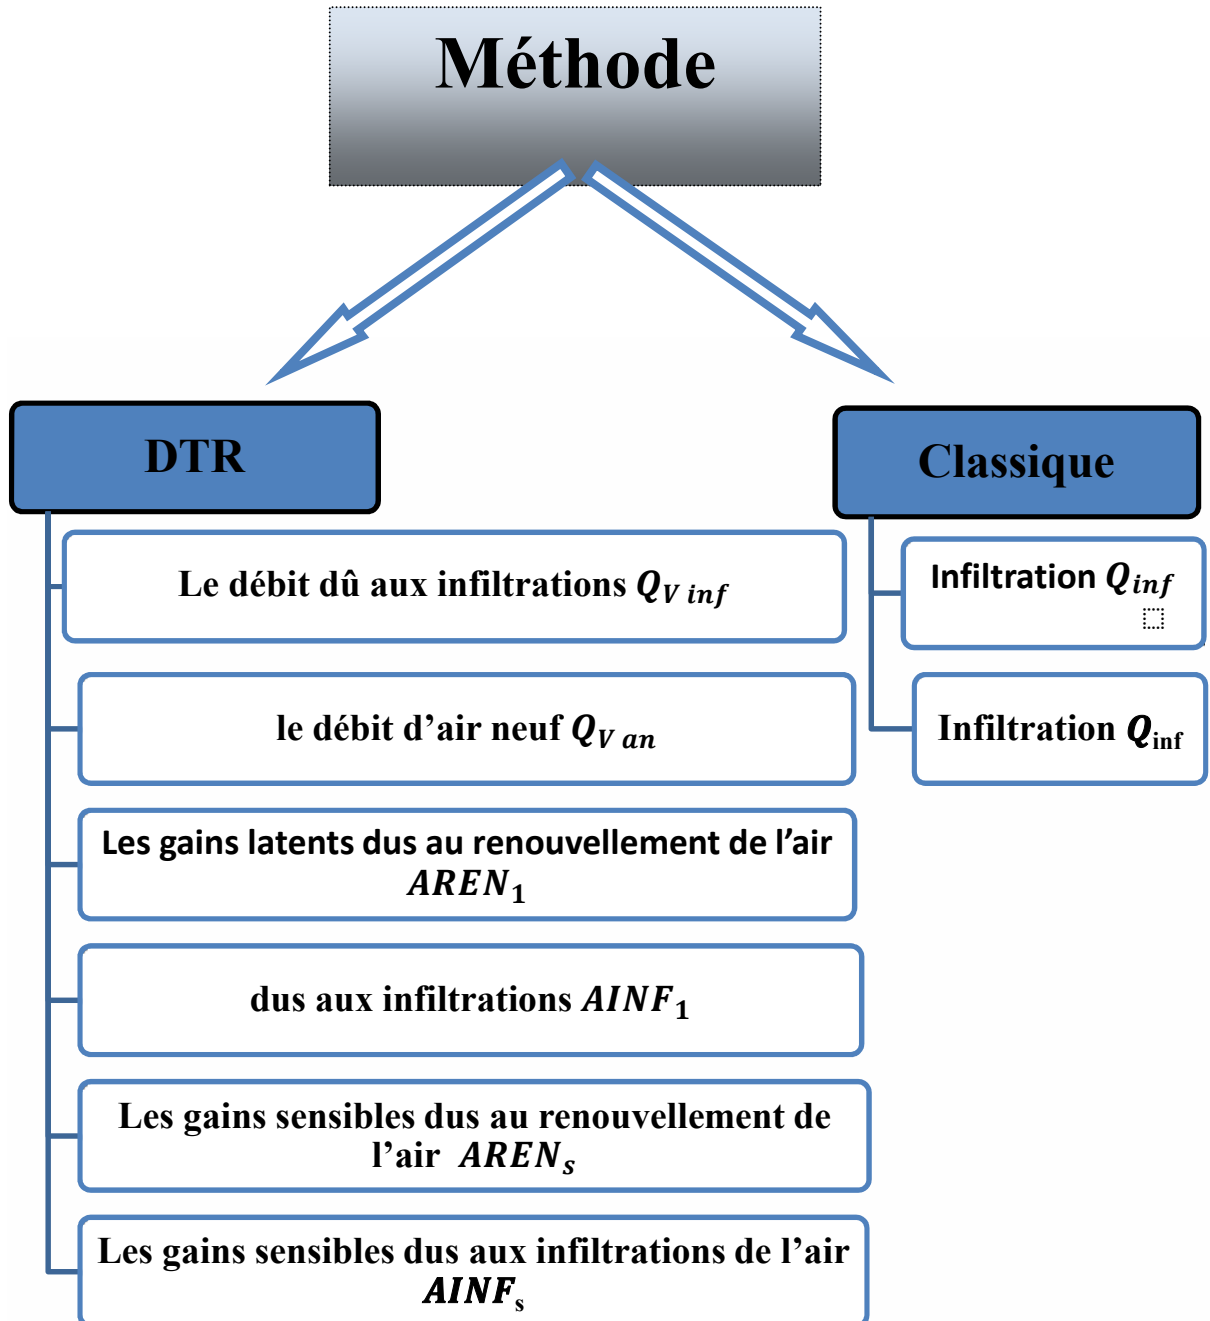 Méthode
DTR
Le débit dû aux infiltrations Q_V inf
le débit d’air neuf Q_V an
Les gains latents dus au renouvellement de l’air
AREN_1
dus aux infiltrations AINF_1
Les gains sensibles dus au renouvellement de
l’air AREN_s
Les gains sensibles dus aux infiltrations de l’air
AINF_s
Classique
Infiltration Q_inf
Infiltration Q_inf